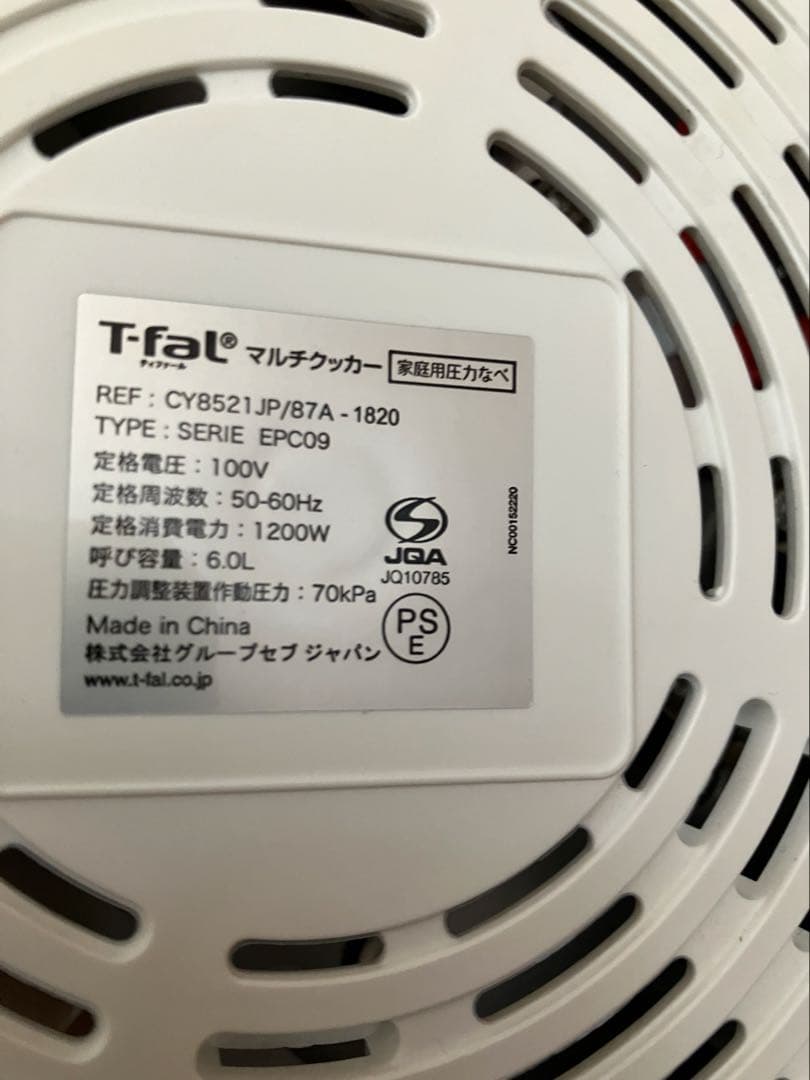 T-fal® マルチクッカー 家庭用圧力なべ
ティファール
REF : CY8521JP/87A - 1820
TYPE : SERIE EPC09
定格電圧 : 100V
定格周波数 : 50-60Hz
定格消費電力 : 1200W
呼び容量 : 6.0L
圧力調整装置作動圧力 : 70kPa
Made in China
株式会社グループセブ ジャパン
www.t-fal.co.jp
JQA
JQ10785
PS
E
NC00152220